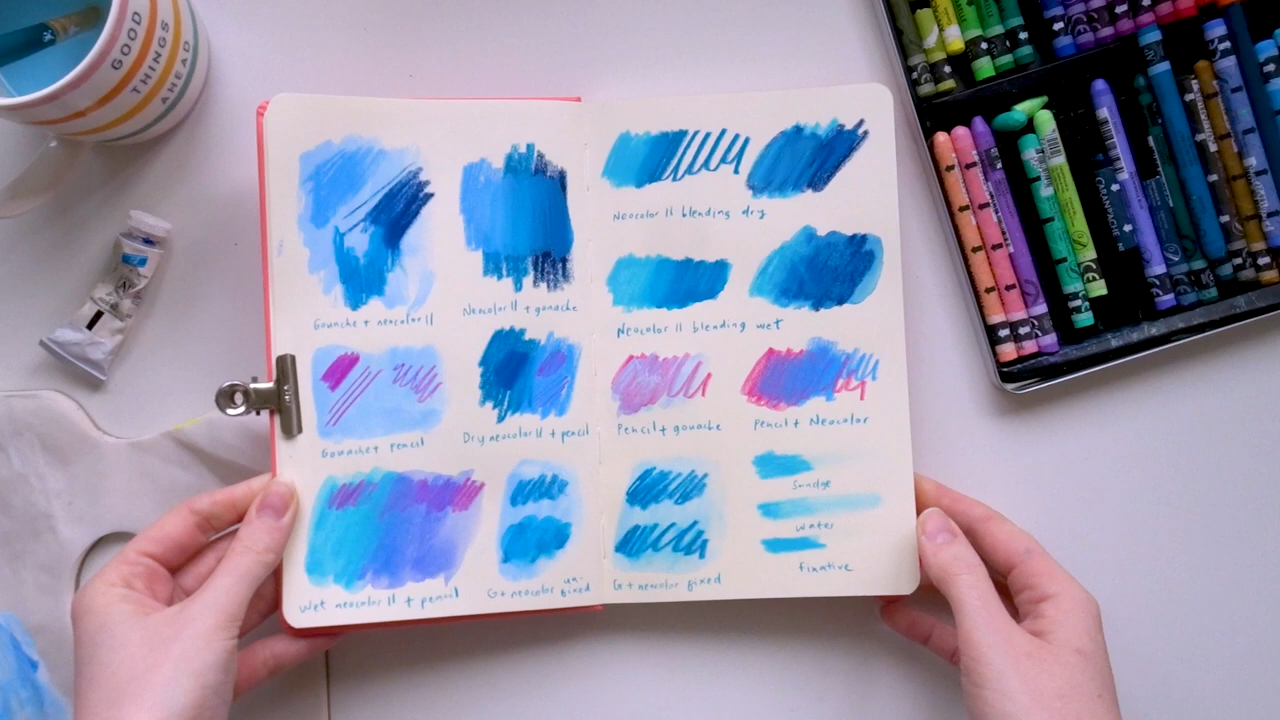 GOOD
THINGS
AHEAD
Gouache + neocolor II
Neocolor II + gouache
Gouache + pencil
Dry neocolor II + pencil
Wet neocolor II + pencil
G + neocolor un-
fixed
Neocolor II blending dry
Neocolor II blending wet
Pencil + gouache
Pencil + Neocolor
G + neocolor fixed
Smudge
Water
fixative
CARAN D'ACHE